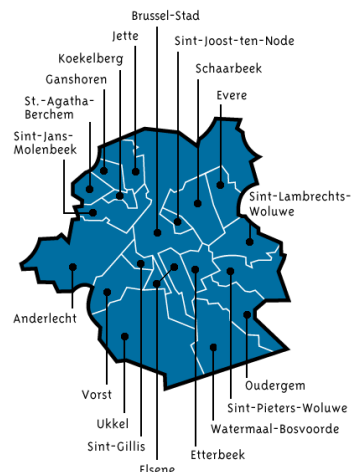 Brussel-Stad
Jette
Sint-Joost-ten-Node
Koekelberg
Schaarbeek
Ganshoren
Evere
St.-Agatha-
Berchem
Sint-Jans-
Molenbeek
Sint-Lambrechts-
Woluwe
Anderlecht
Oudergem
Vorst
Sint-Pieters-Woluwe
Ukkel
Watermaal-Bosvoorde
Sint-Gillis
Etterbeek
Elsene